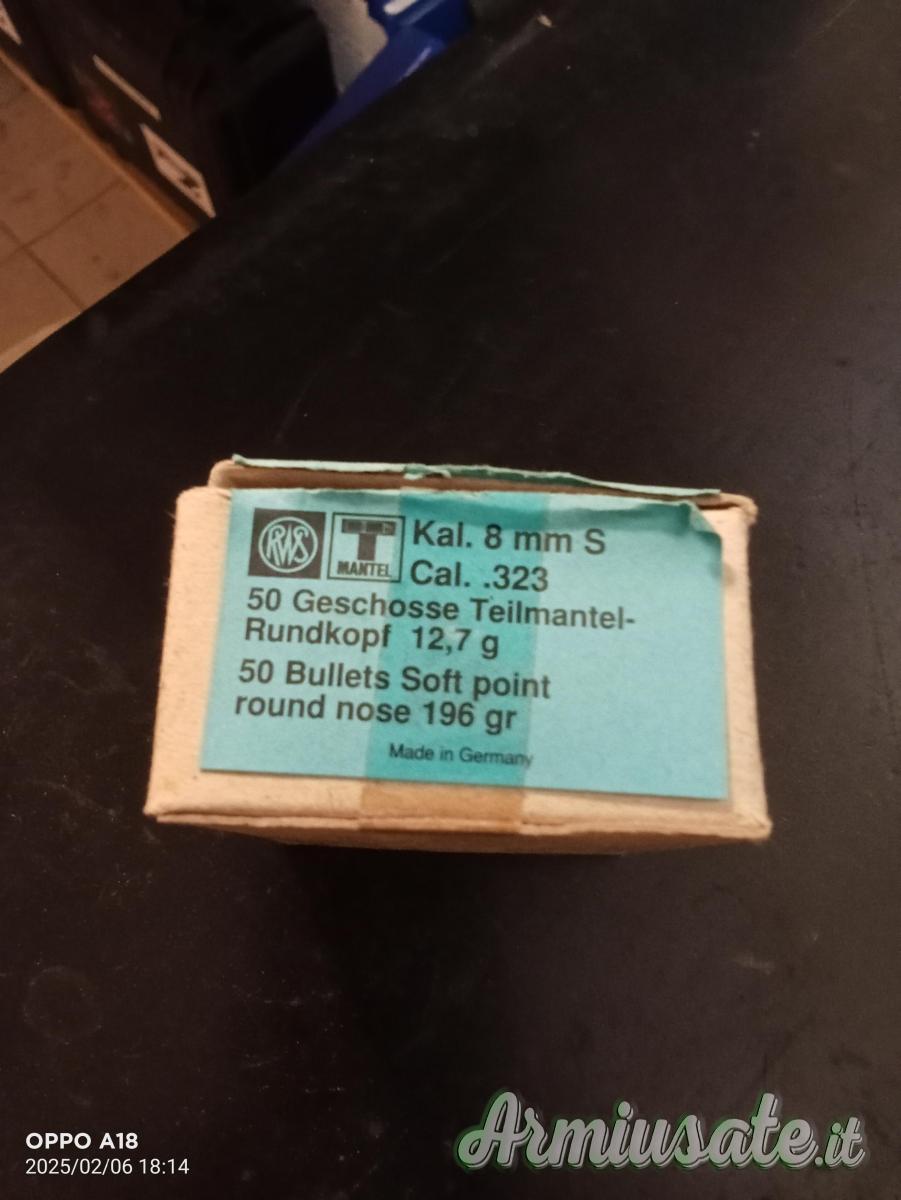 RWS
T
MANTEL
Kal. 8 mm S
Cal. .323
50 Geschosse Teilmantel-
Rundkopf 12,7 g
50 Bullets Soft point
round nose 196 gr
Made in Germany
OPPO A18
2025/02/06 18:14
Armiusate.it